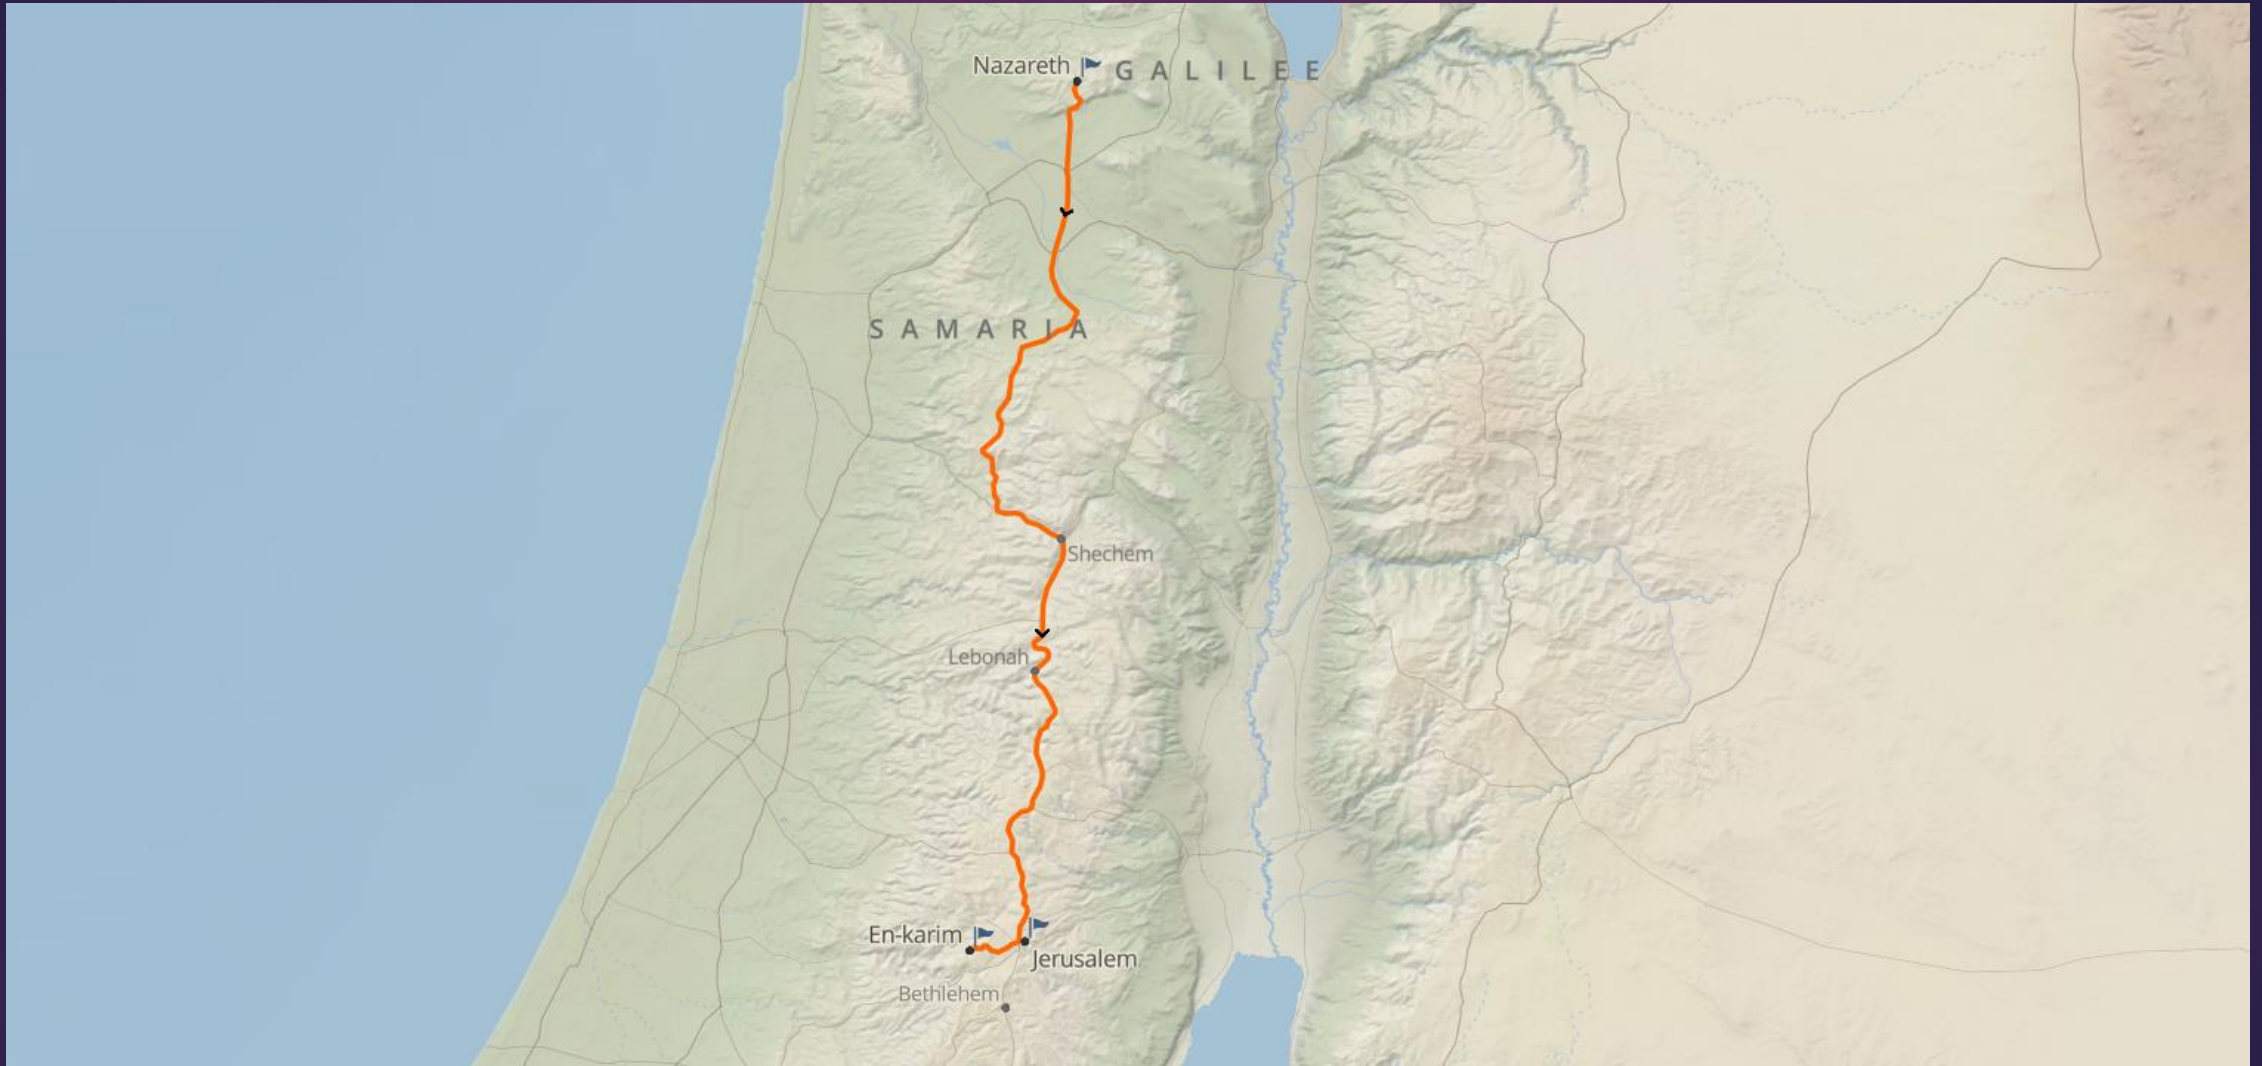 Nazareth
GALILEE
SAMARIA
Shechem
Lebonah
En-karim
Jerusalem
Bethlehem